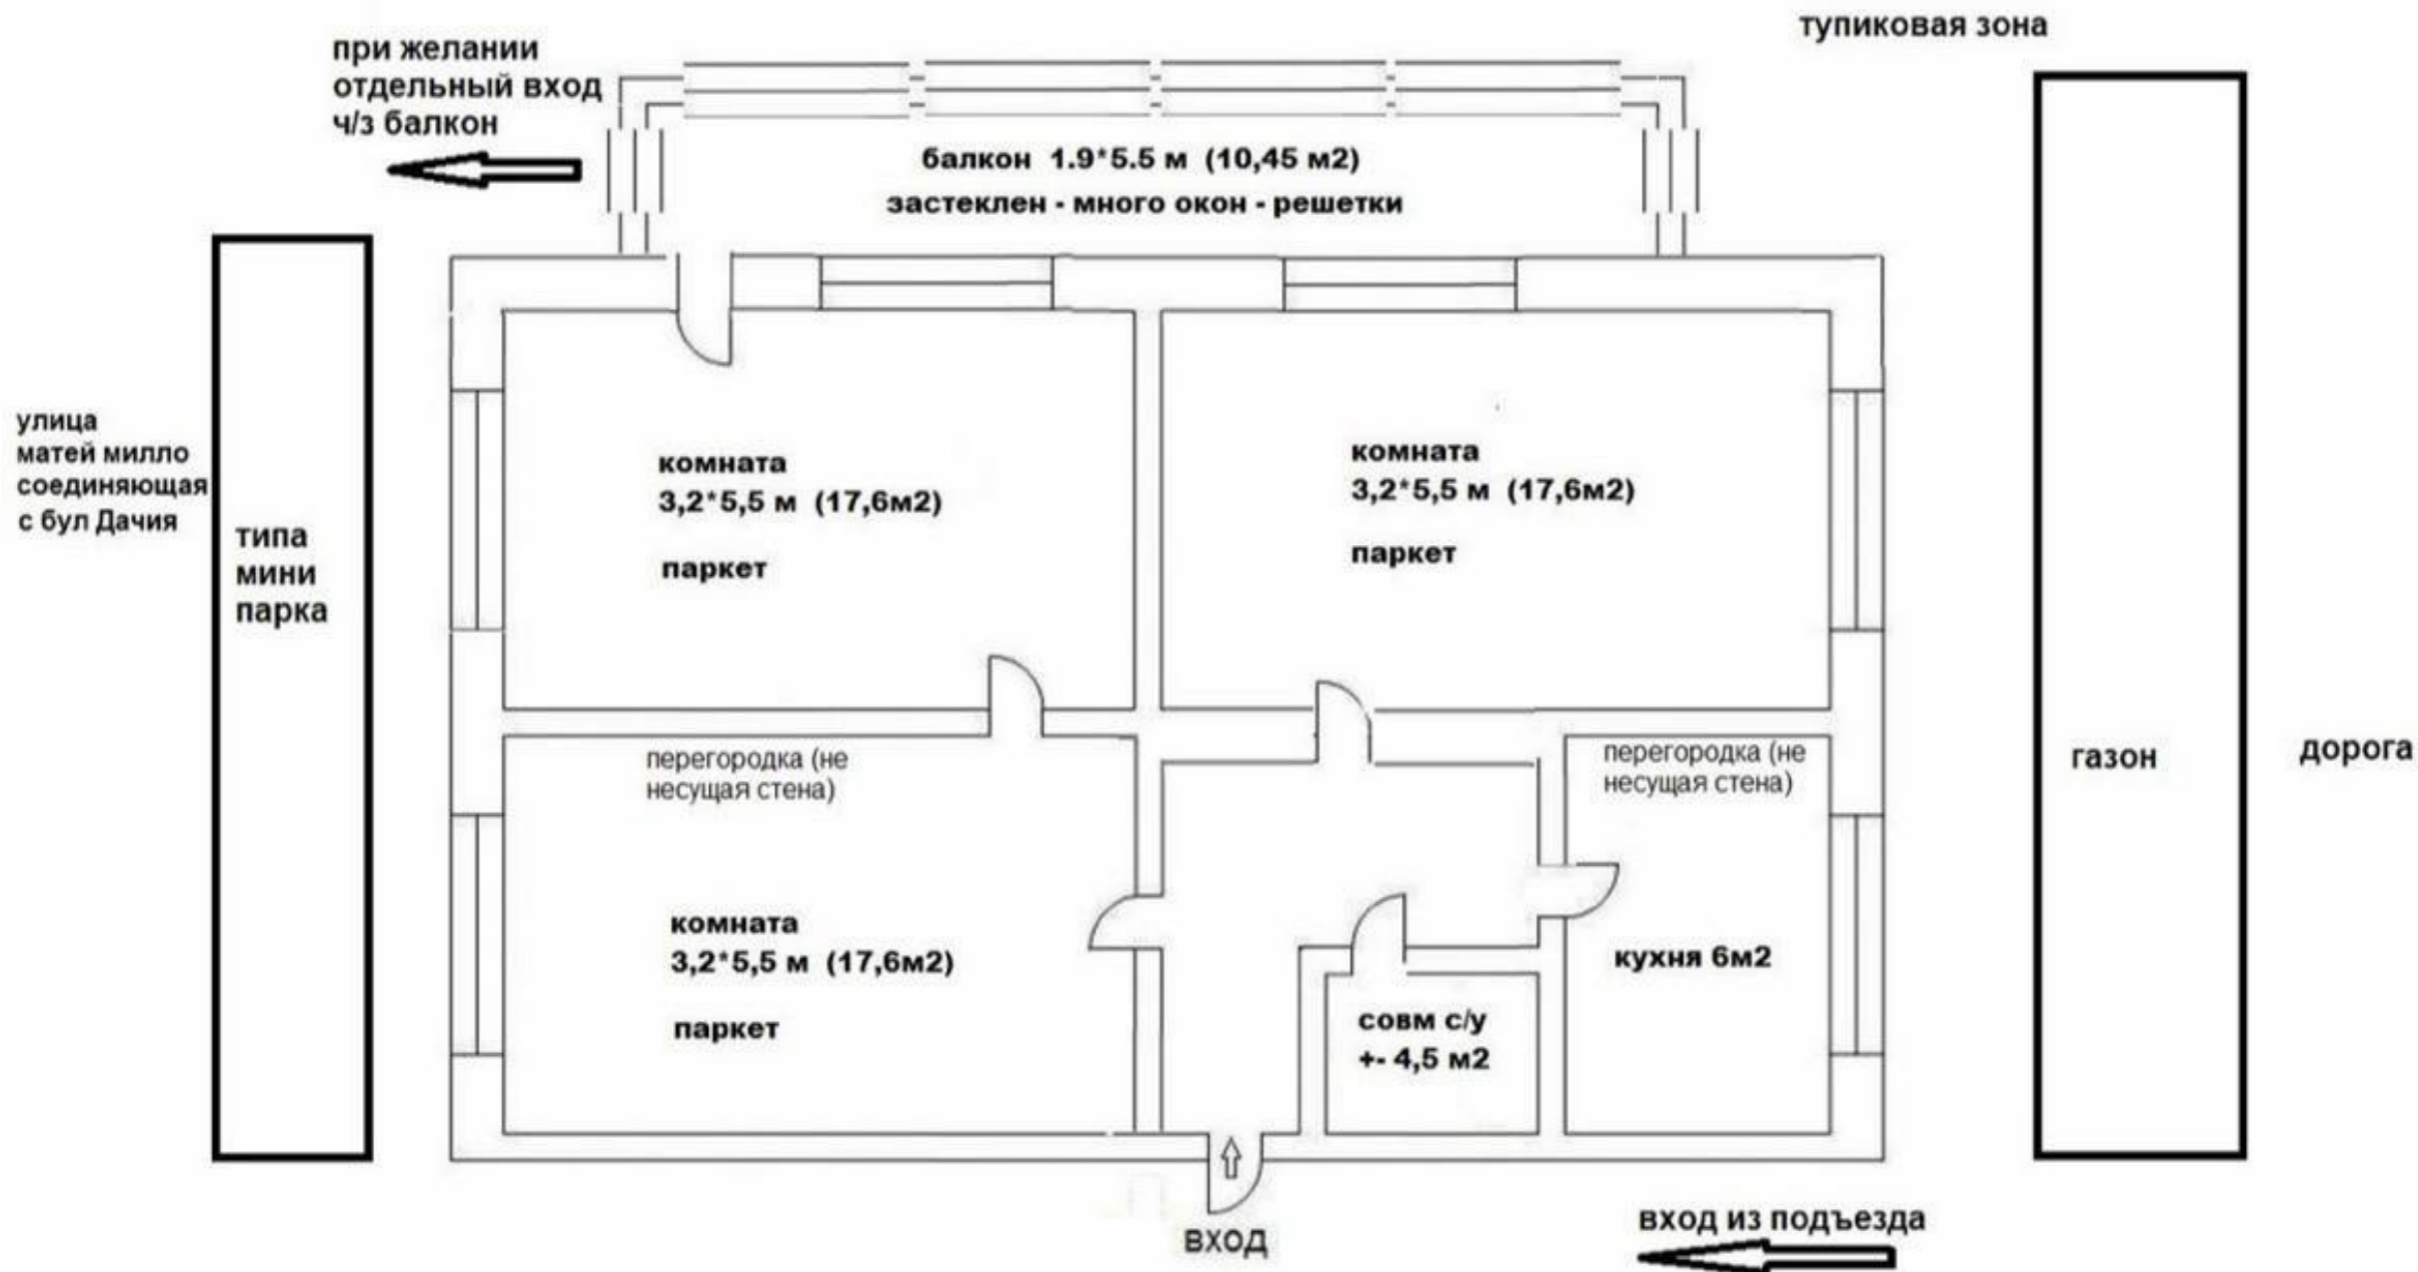 тупиковая зона
при желании
отдельный вход
ч/з балкон
балкон 1.9*5.5 м (10,45 м2)
застеклен - много окон - решетки
улица
матей милло
соединяющая
с бул Дачия
типа
мини
парка
комната
3,2*5,5 м (17,6м2)
паркет
комната
3,2*5,5 м (17,6м2)
паркет
перегородка (не
несущая стена)
перегородка (не
несущая стена)
газон
дорога
комната
3,2*5,5 м (17,6м2)
паркет
кухня 6м2
совм с/у
+- 4,5 м2
вход из подъезда
ВХОД